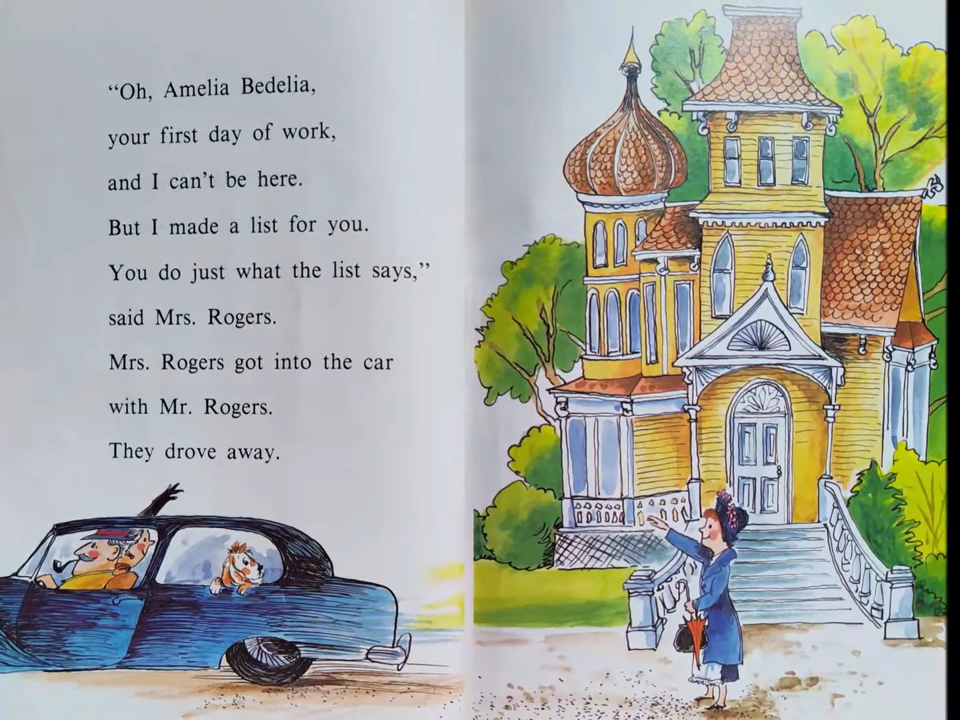 “Oh, Amelia Bedelia,
your first day of work,
and I can't be here.
But I made a list for you.
You do just what the list says,”
said Mrs. Rogers.
Mrs. Rogers got into the car
with Mr. Rogers.
They drove away.